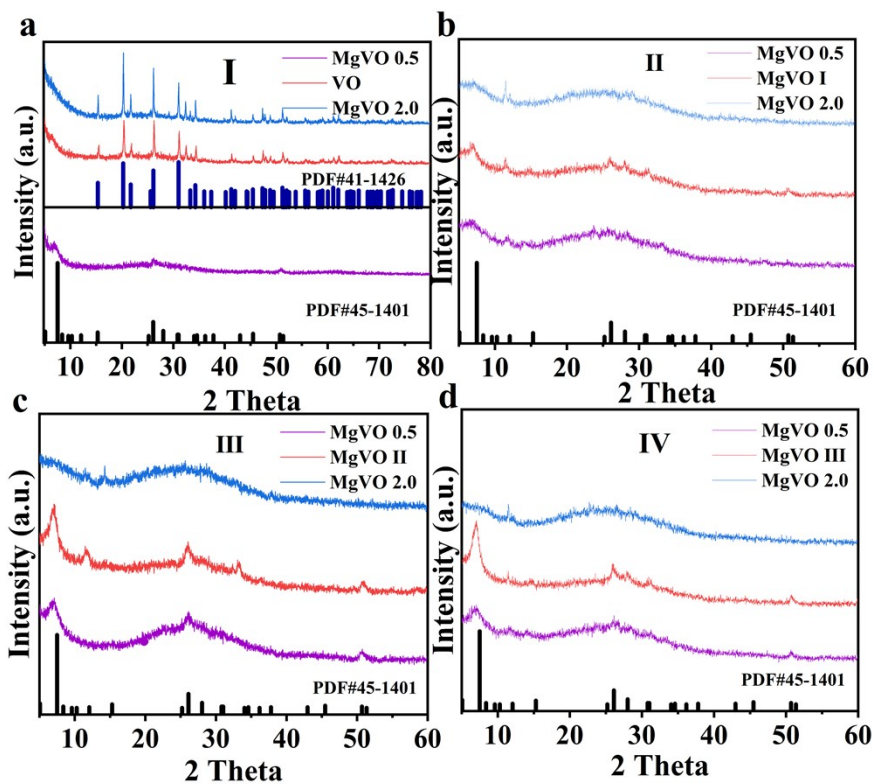 a
I
MgVO 0.5
VO
MgVO 2.0
PDF#41-1426
PDF#45-1401
Intensity (a.u.)
10 20 30 40 50 60 70 80
2 Theta
b
II
MgVO 0.5
MgVO I
MgVO 2.0
PDF#45-1401
Intensity (a.u.)
10 20 30 40 50 60
2 Theta
c
III
MgVO 0.5
MgVO II
MgVO 2.0
PDF#45-1401
Intensity (a.u.)
10 20 30 40 50 60
2 Theta
d
IV
MgVO 0.5
MgVO III
MgVO 2.0
PDF#45-1401
Intensity (a.u.)
10 20 30 40 50 60
2 Theta